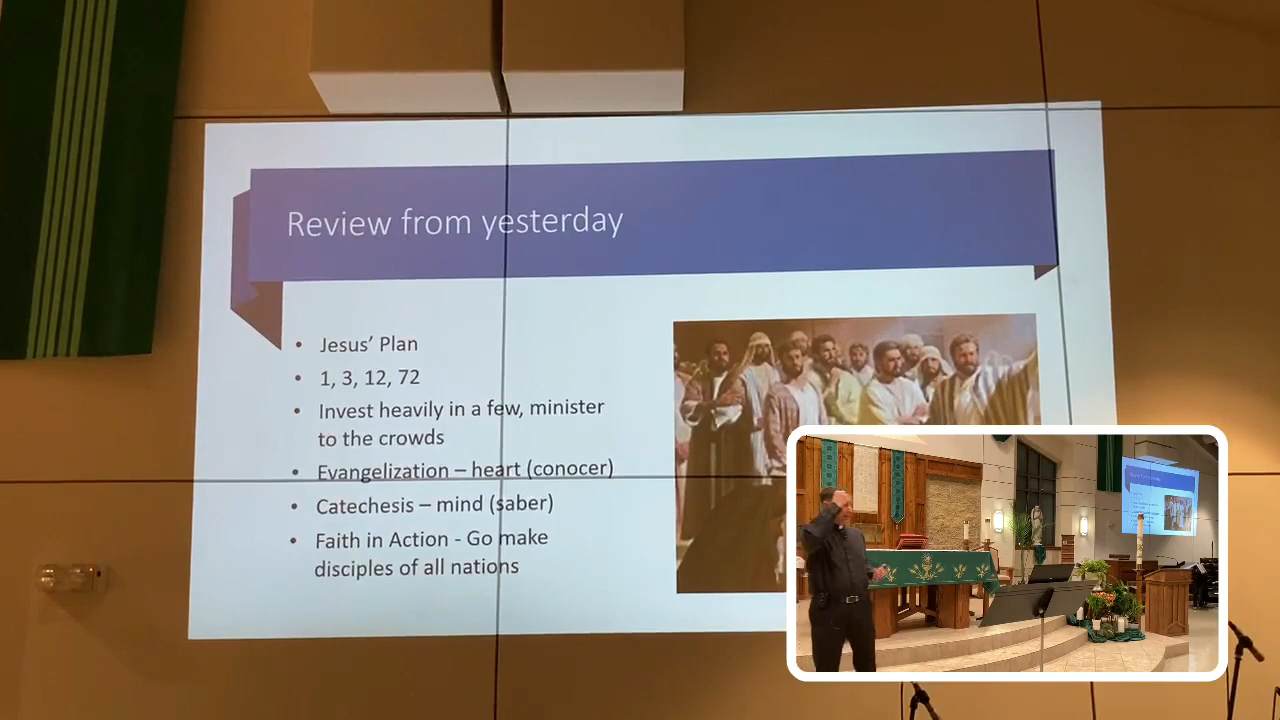 Review from yesterday
• Jesus’ Plan
• 1, 3, 12, 72
• Invest heavily in a few, minister
to the crowds
• Evangelization – heart (conocer)
• Catechesis – mind (saber)
• Faith in Action - Go make
disciples of all nations